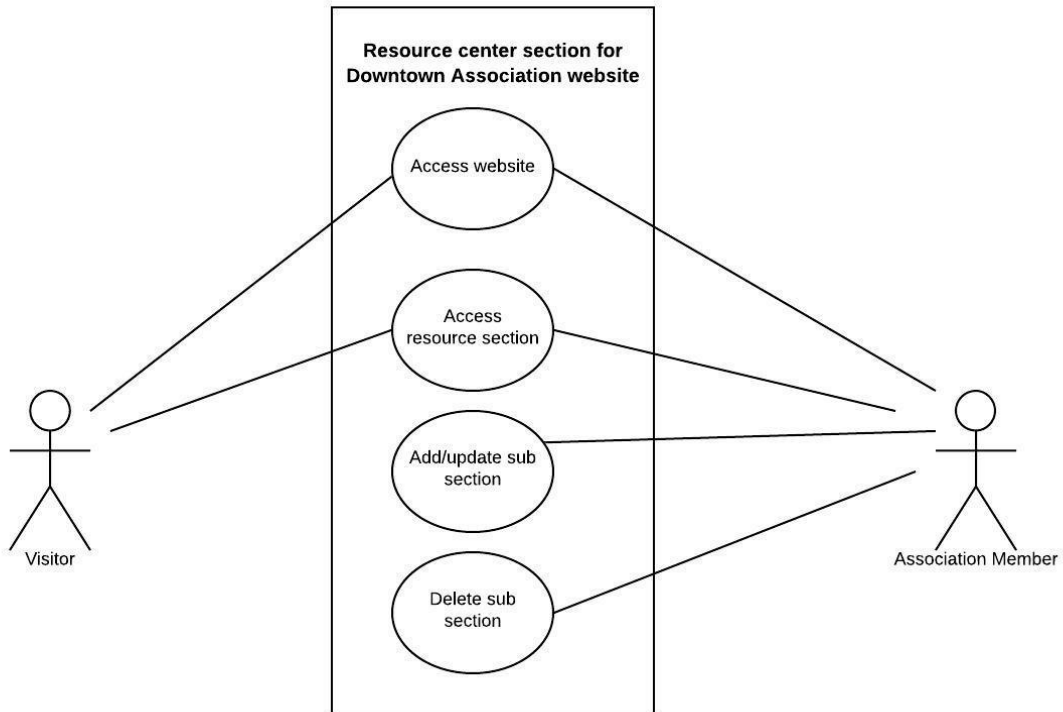 Resource center section for
Downtown Association website
Access website
Access
resource section
Add/update sub
section
Visitor
Association Member
Delete sub
section